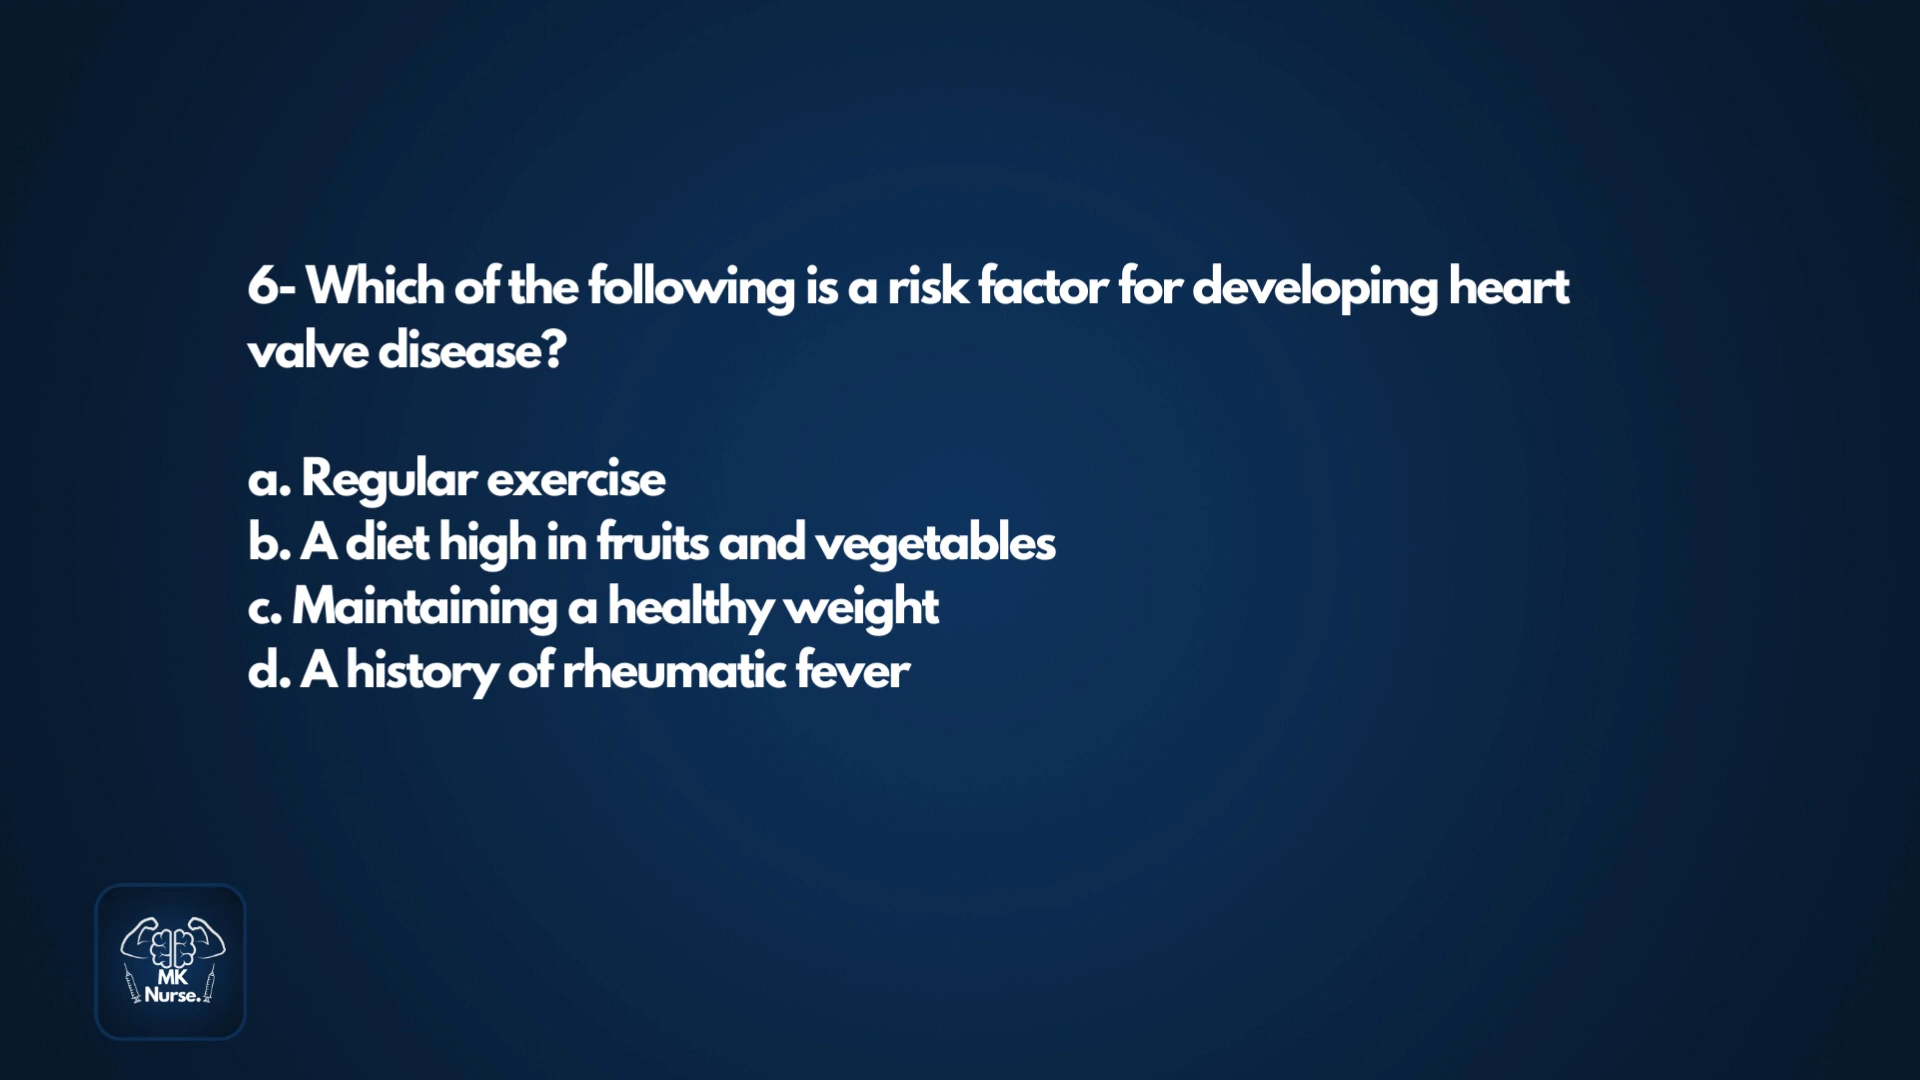 6- Which of the following is a risk factor for developing heart
valve disease?
a. Regular exercise
b. A diet high in fruits and vegetables
c. Maintaining a healthy weight
d. A history of rheumatic fever
MK
Nurse.